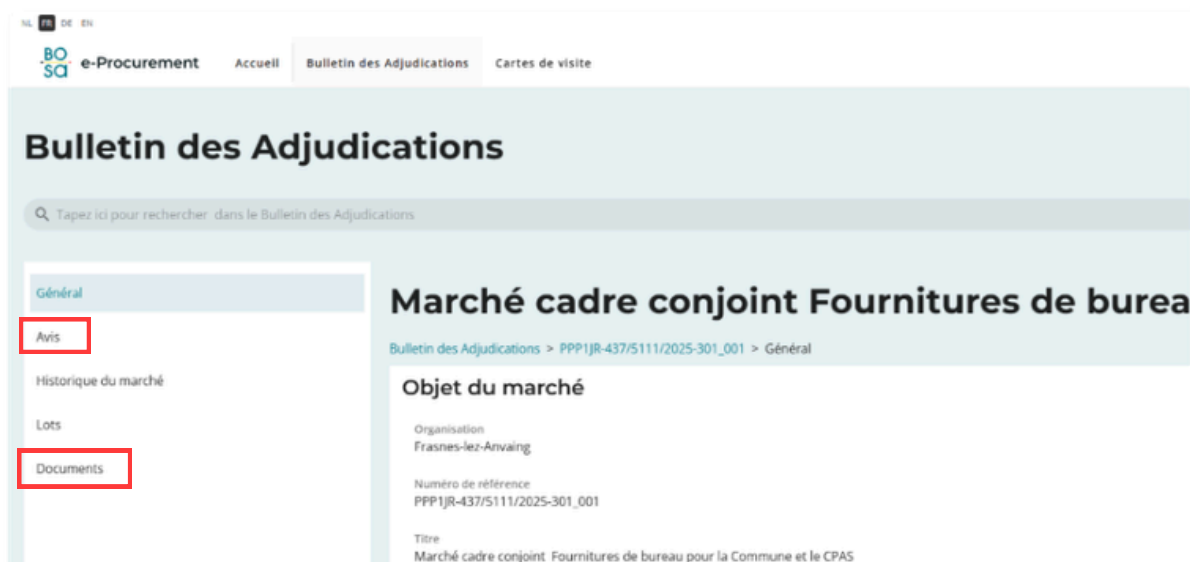 NL FR DE EN
BOSA e-Procurement Accueil Bulletin des Adjudications Cartes de visite
Bulletin des Adjudications
Tapez ici pour rechercher dans le Bulletin des Adjudications
Général
Avis
Historique du marché
Lots
Documents
Marché cadre conjoint Fournitures de burea
Bulletin des Adjudications > PPP1JR-437/5111/2025-301_001 > Général
Objet du marché
Organisation
Frasnes-lez-Anvaing
Numéro de référence
PPP1JR-437/5111/2025-301_001
Titre
Marché cadre conjoint Fournitures de bureau pour la Commune et le CPAS